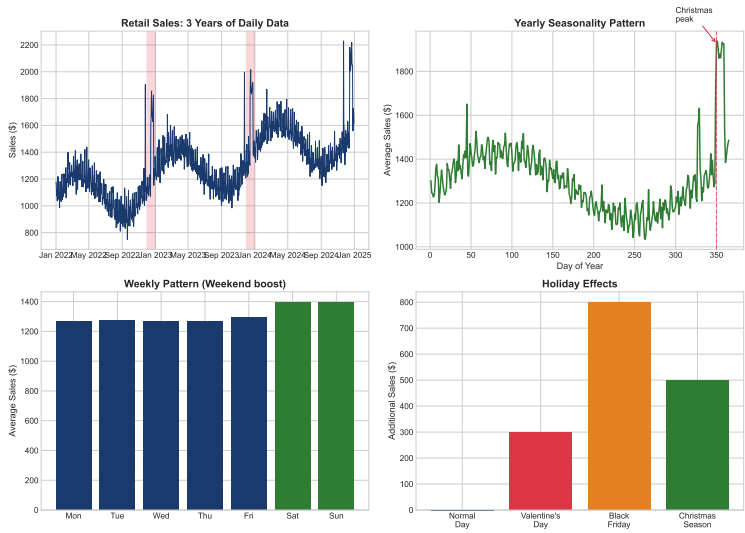 Christmas
peak
Retail Sales: 3 Years of Daily Data
Sales ($)
2200
2000
1800
1600
1400
1200
1000
800
Jan 2022 May 2022 Sep 2022 Jan 2023 May 2023 Sep 2023 Jan 2024 May 2024 Sep 2024 Jan 2025
Yearly Seasonality Pattern
Average Sales ($)
1800
1600
1400
1200
1000
0 50 100 150 200 250 300 350
Day of Year
Weekly Pattern (Weekend boost)
Average Sales ($)
1400
1200
1000
800
600
400
200
0
Mon Tue Wed Thu Fri Sat Sun
Holiday Effects
Additional Sales ($)
800
700
600
500
400
300
200
100
0
Normal Valentine's Black Christmas
Day Day Friday Season